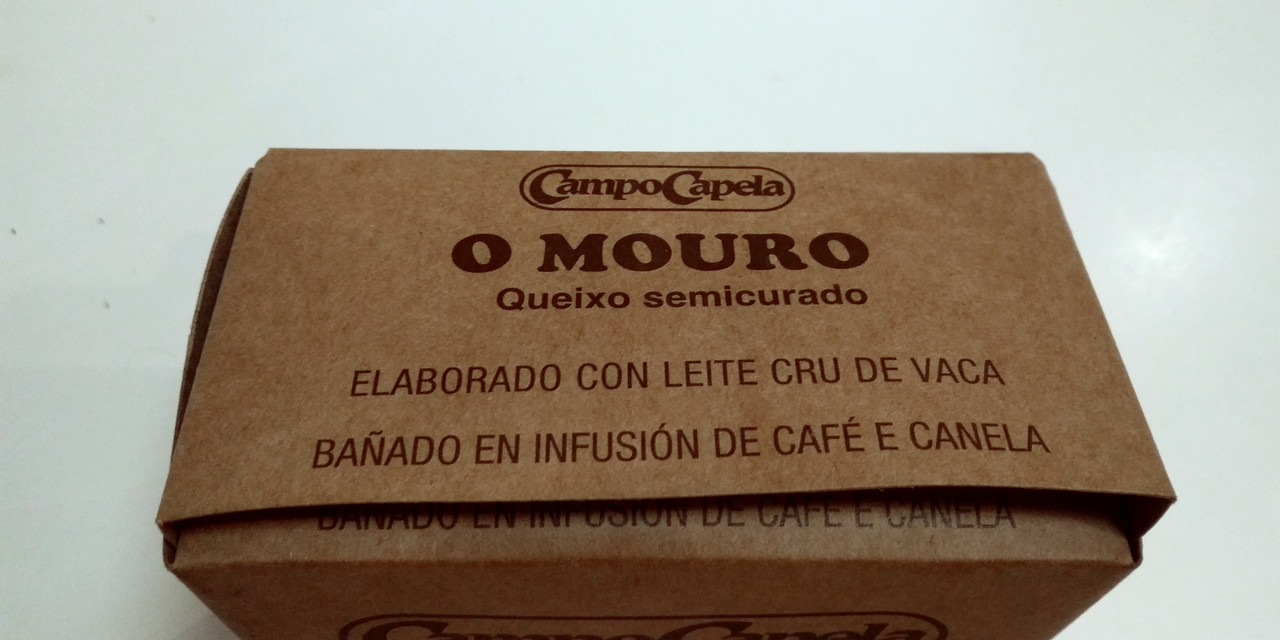 CampoCapela
O MOURO
Queixo semicurado
ELABORADO CON LEITE CRU DE VACA
BAÑADO EN INFUSIÓN DE CAFÉ E CANELA
BAÑADO EN INFUSIÓN DE CAFÉ E CANELA
CampoCapela